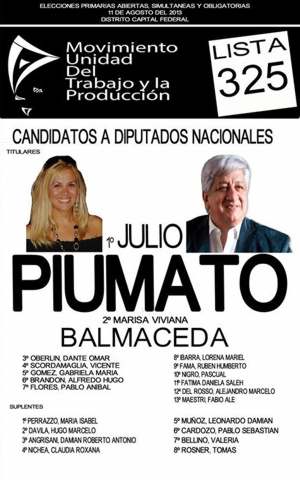 ELECCIONES PRIMARIAS ABIERTAS, SIMULTANEAS Y OBLIGATORIAS
11 DE AGOSTO DEL 2013
DISTRITO CAPITAL FEDERAL
Movimiento
Unidad
Del
Trabajo y la
Producción
LISTA
325
CANDIDATOS A DIPUTADOS NACIONALES
TITULARES
1º JULIO
PIUMATO
2º MARISA VIVIANA
BALMACEDA
3º OBERLIN, DANTE OMAR
4º SCORDAMAGLIA, VICENTE
5º GOMEZ, GABRIELA MARIA
6º BRANDON, ALFREDO HUGO
7º FLORES, PABLO ANIBAL
8º IBARRA, LORENA MARIEL
9º FAMA, RUBEN HUMBERTO
10º NIGRO, PASCUAL
11º FATIMA DANIELA SALEH
12º DEL ROSSO, ALEJANDRO MARCELO
13º MAESTRI, FABIO ALE
SUPLENTES
1º PERRAZZO, MARIA ISABEL
2º DAVILA, HUGO MARCELO
3º ANGRISANI, DAMIAN ROBERTO ANTONIO
4º NICHEA, CLAUDIA ROXANA
5º MUÑOZ, LEONARDO DAMIAN
6º CARDOZO, PABLO SEBASTIAN
7º BELLINO, VALERIA
8º ROSNER, TOMAS